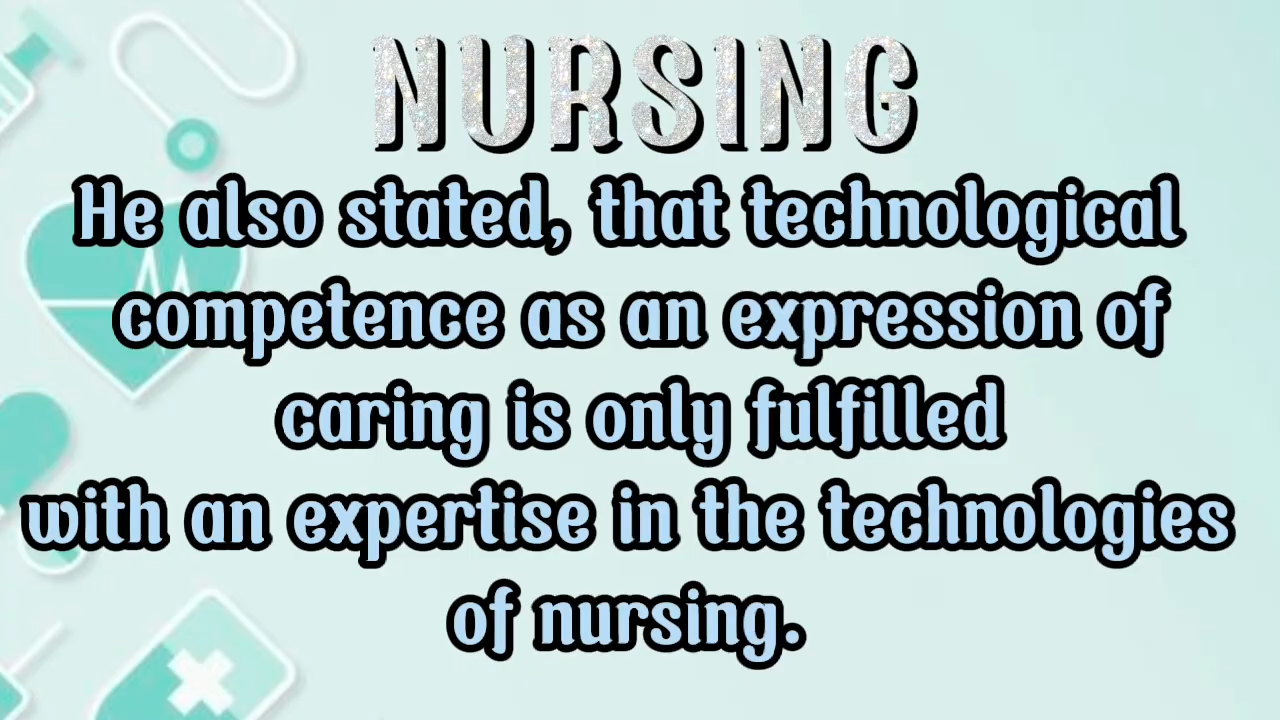 NURSING
He also stated, that technological
competence as an expression of
caring is only fulfilled
with an expertise in the technologies
of nursing.